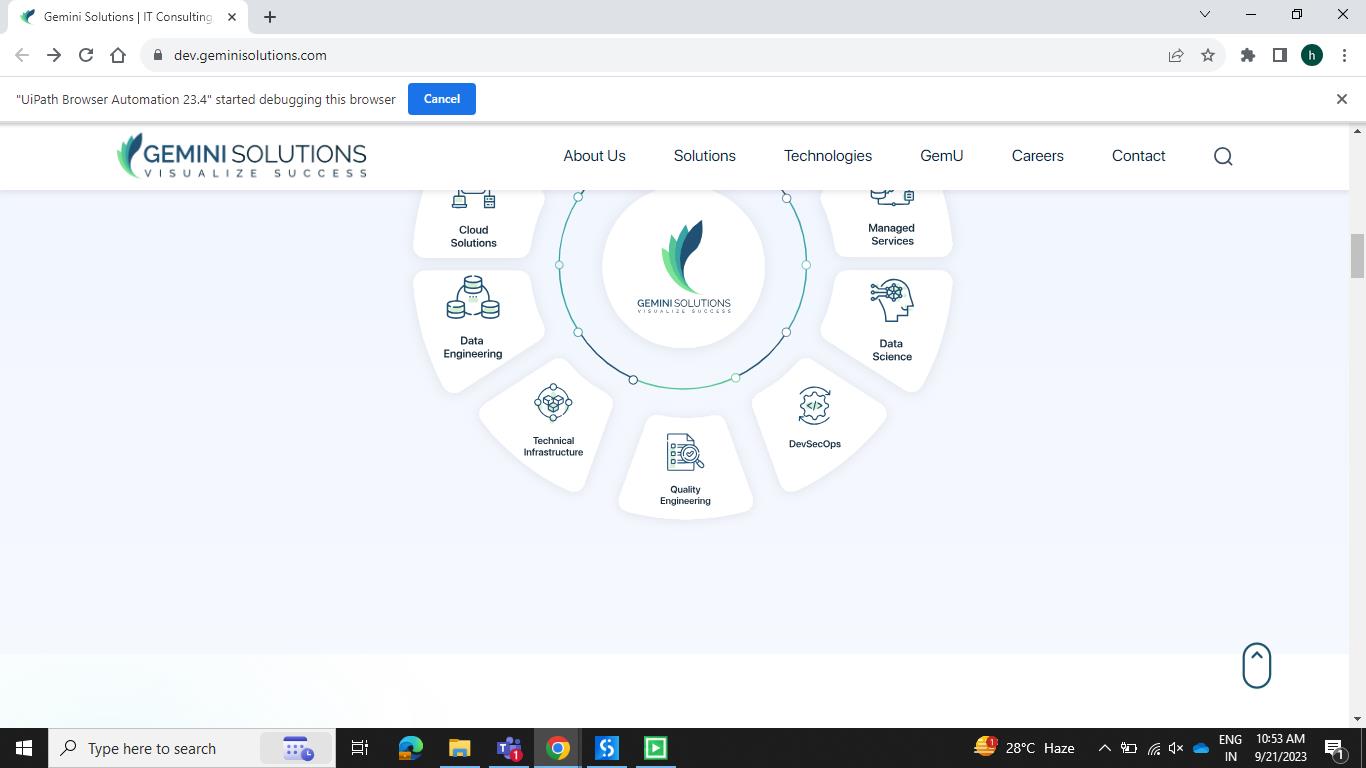 Gemini Solutions | IT Consulting
dev.geminisolutions.com
h
"UiPath Browser Automation 23.4" started debugging this browser
Cancel
GEMINI SOLUTIONS
VISUALIZE SUCCESS
About Us
Solutions
Technologies
GemU
Careers
Contact
Cloud
Solutions
Managed
Services
GEMINI SOLUTIONS
VISUALIZE SUCCESS
Data
Engineering
Data
Science
Technical
Infrastructure
</>
DevSecOps
Quality
Engineering
Type here to search
1
1
28°C Haze
ENG
IN
10:53 AM
9/21/2023
1